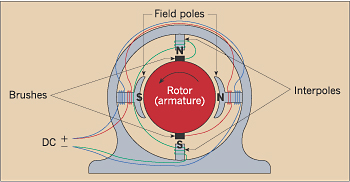 Field poles
N
Brushes
S
Rotor
(armature)
N
Interpoles
DC +
−
S